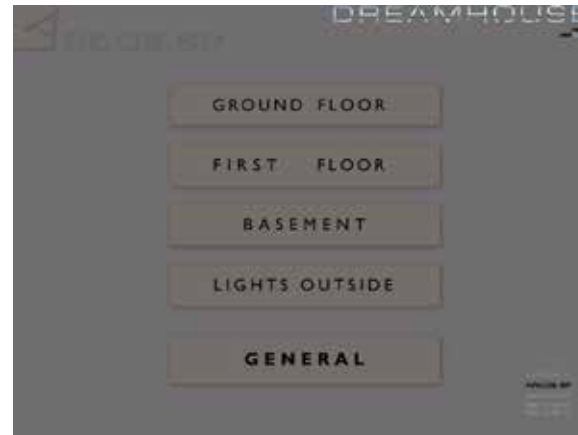 DREAMHOUSE
GROUND FLOOR
FIRST FLOOR
BASEMENT
LIGHTS OUTSIDE
GENERAL